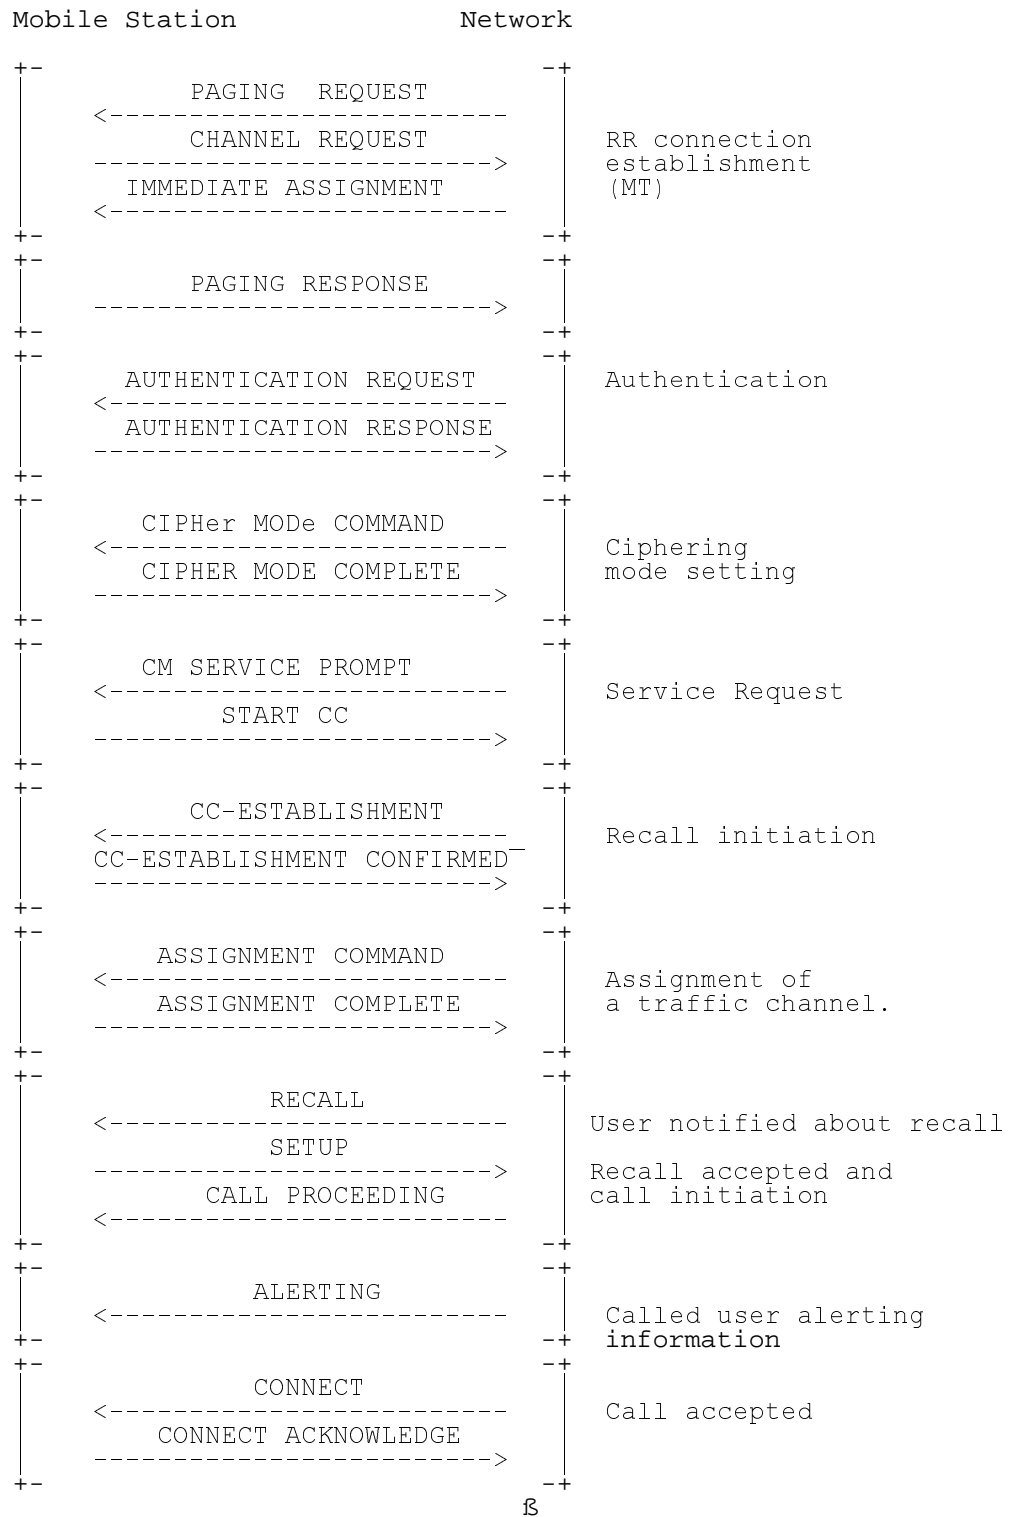 Mobile Station Network
+- -+
PAGING REQUEST
<-------------------------
CHANNEL REQUEST RR connection
-------------------------> establishment
IMMEDIATE ASSIGNMENT (MT)
<-------------------------
+- -+
+- -+
PAGING RESPONSE
------------------------->
+- -+
+- -+
AUTHENTICATION REQUEST Authentication
<-------------------------
AUTHENTICATION RESPONSE
------------------------->
+- -+
+- -+
CIPHer MODe COMMAND
<------------------------- Ciphering
CIPHER MODE COMPLETE mode setting
------------------------->
+- -+
+- -+
CM SERVICE PROMPT
<------------------------- Service Request
START CC
------------------------->
+- -+
+- -+
CC-ESTABLISHMENT
<------------------------- Recall initiation
CC-ESTABLISHMENT CONFIRMED
------------------------->
+- -+
+- -+
ASSIGNMENT COMMAND
<------------------------- Assignment of
ASSIGNMENT COMPLETE a traffic channel.
------------------------->
+- -+
+- -+
RECALL
<------------------------- User notified about recall
SETUP
-------------------------> Recall accepted and
CALL PROCEEDING call initiation
<-------------------------
+- -+
+- -+
ALERTING
<------------------------- Called user alerting
+- -+ information
+- -+
CONNECT
<------------------------- Call accepted
CONNECT ACKNOWLEDGE
------------------------->
+- -+
ß